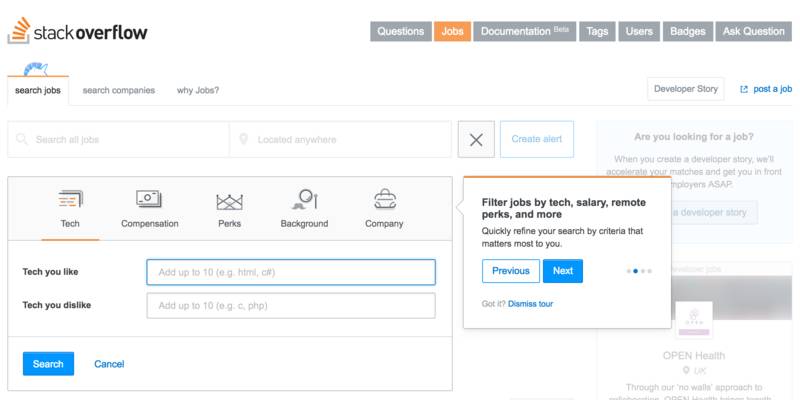 stackoverflow
Questions
Jobs
Documentation Beta
Tags
Users
Badges
Ask Question
search jobs
search companies
why Jobs?
Developer Story
post a job
Search all jobs
Located anywhere
Create alert
Are you looking for a job?
When you create a developer story, we'll
accelerate your matches and get you in front
employers ASAP.
a developer story
Tech
Compensation
Perks
Background
Company
Filter jobs by tech, salary, remote
perks, and more
Quickly refine your search by criteria that
matters most to you.
Previous
Next
Got it? Dismiss tour
Tech you like
Add up to 10 (e.g. html, c#)
Tech you dislike
Add up to 10 (e.g. c, php)
Search
Cancel
developer jobs
OPEN
OPEN Health
UK
Through our 'no walls' approach to
collaboration, OPEN Health brings